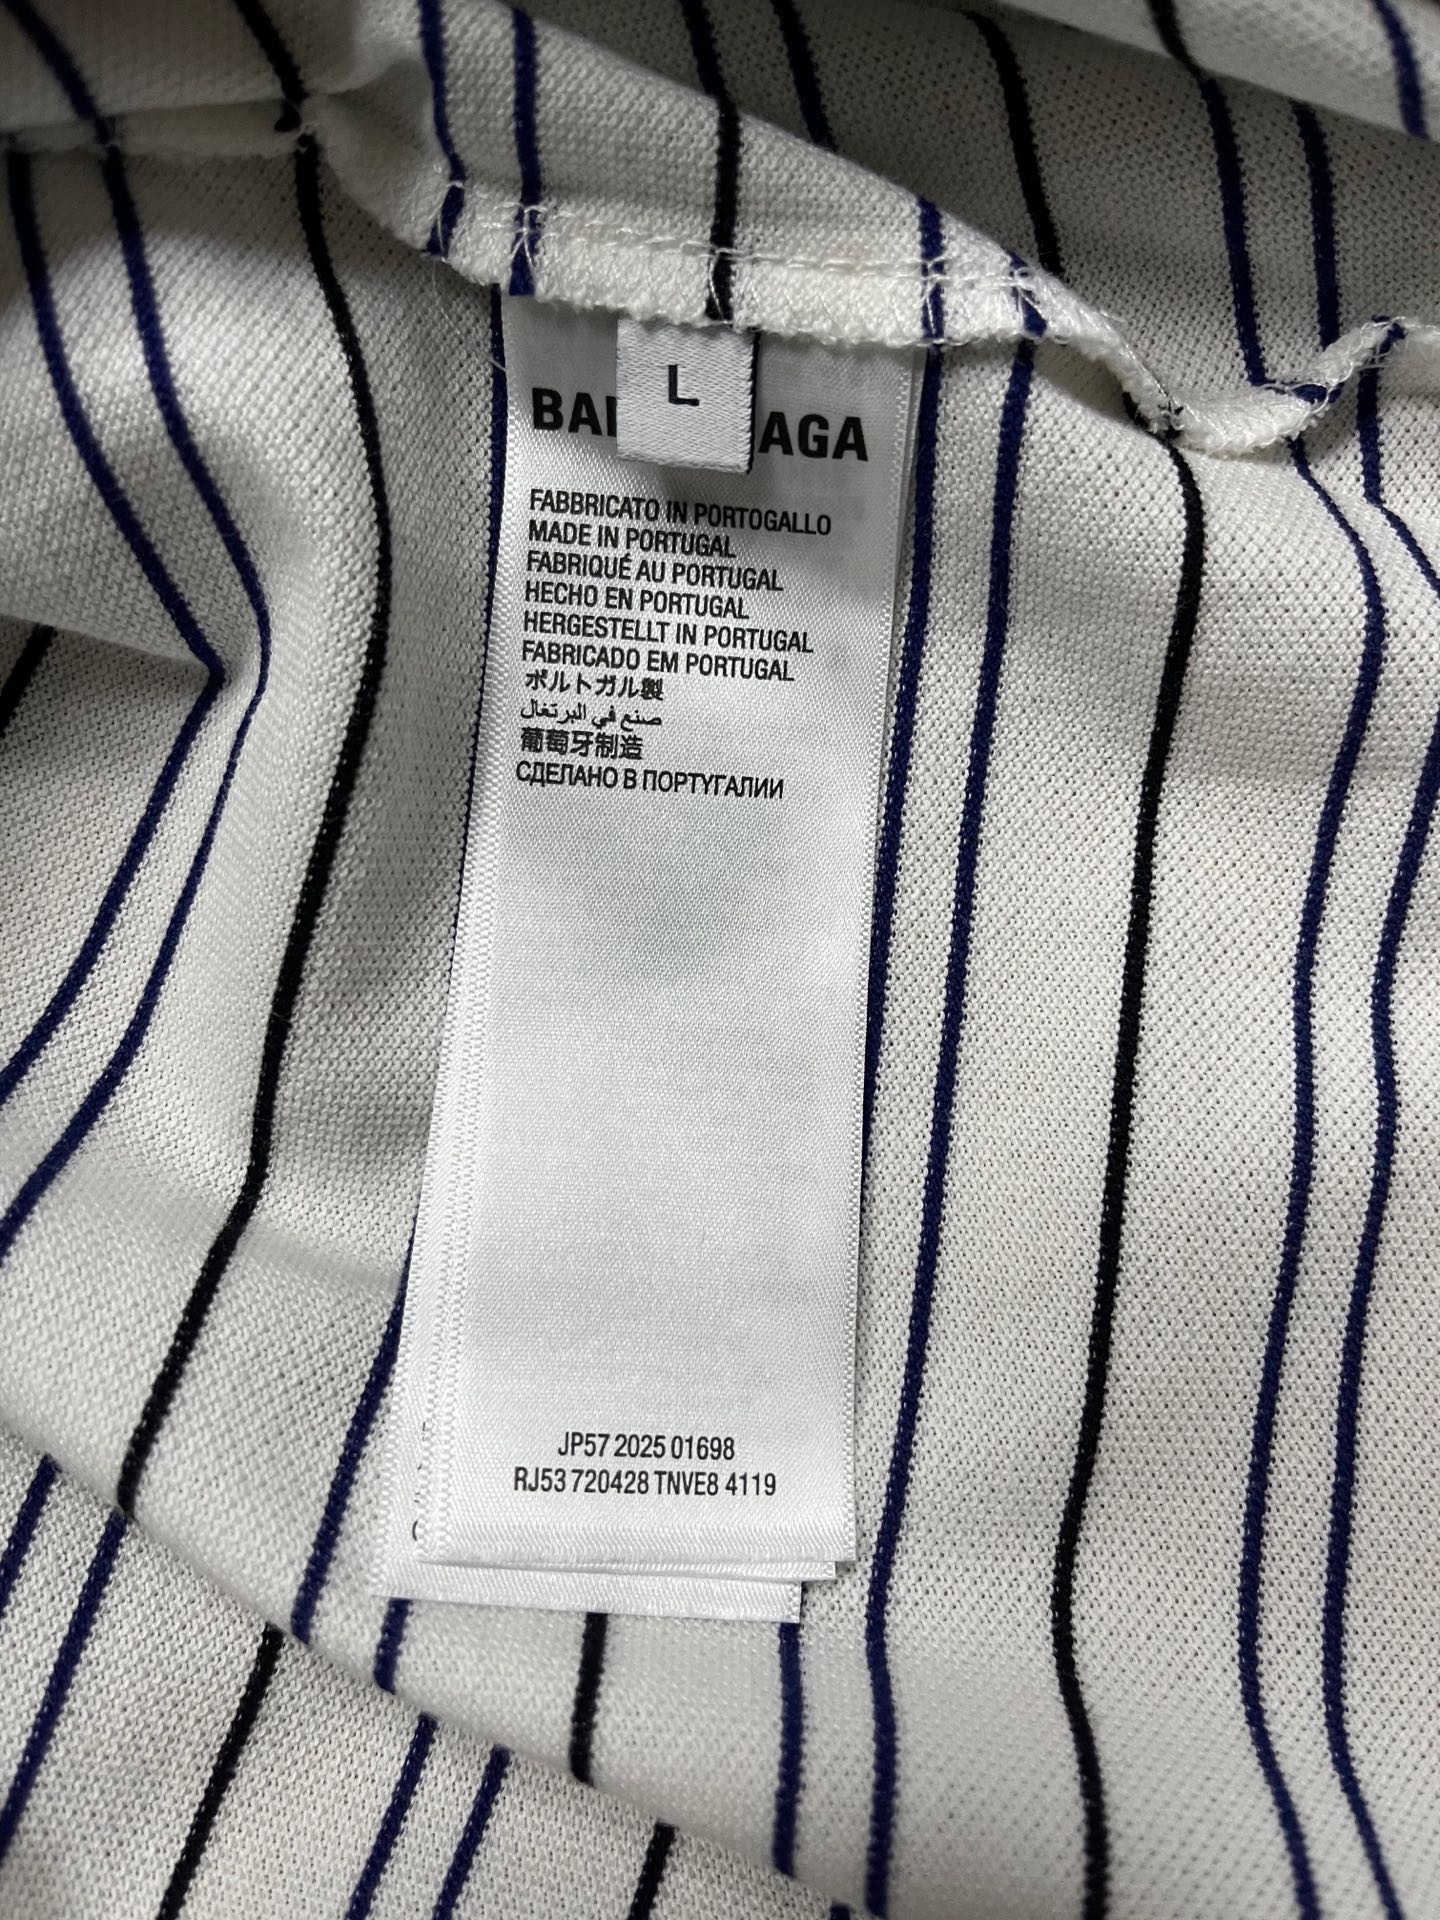 L
BAL AGA
FABBRICATO IN PORTOGALLO
MADE IN PORTUGAL
FABRIQUÉ AU PORTUGAL
HECHO EN PORTUGAL
HERGESTELLT IN PORTUGAL
FABRICADO EM PORTUGAL
ポルトガル製
صنع في البرتغال
葡萄牙制造
СДЕЛАНО В ПОРТУГАЛИИ
JP57 2025 01698
RJ53 720428 TNVE8 4119